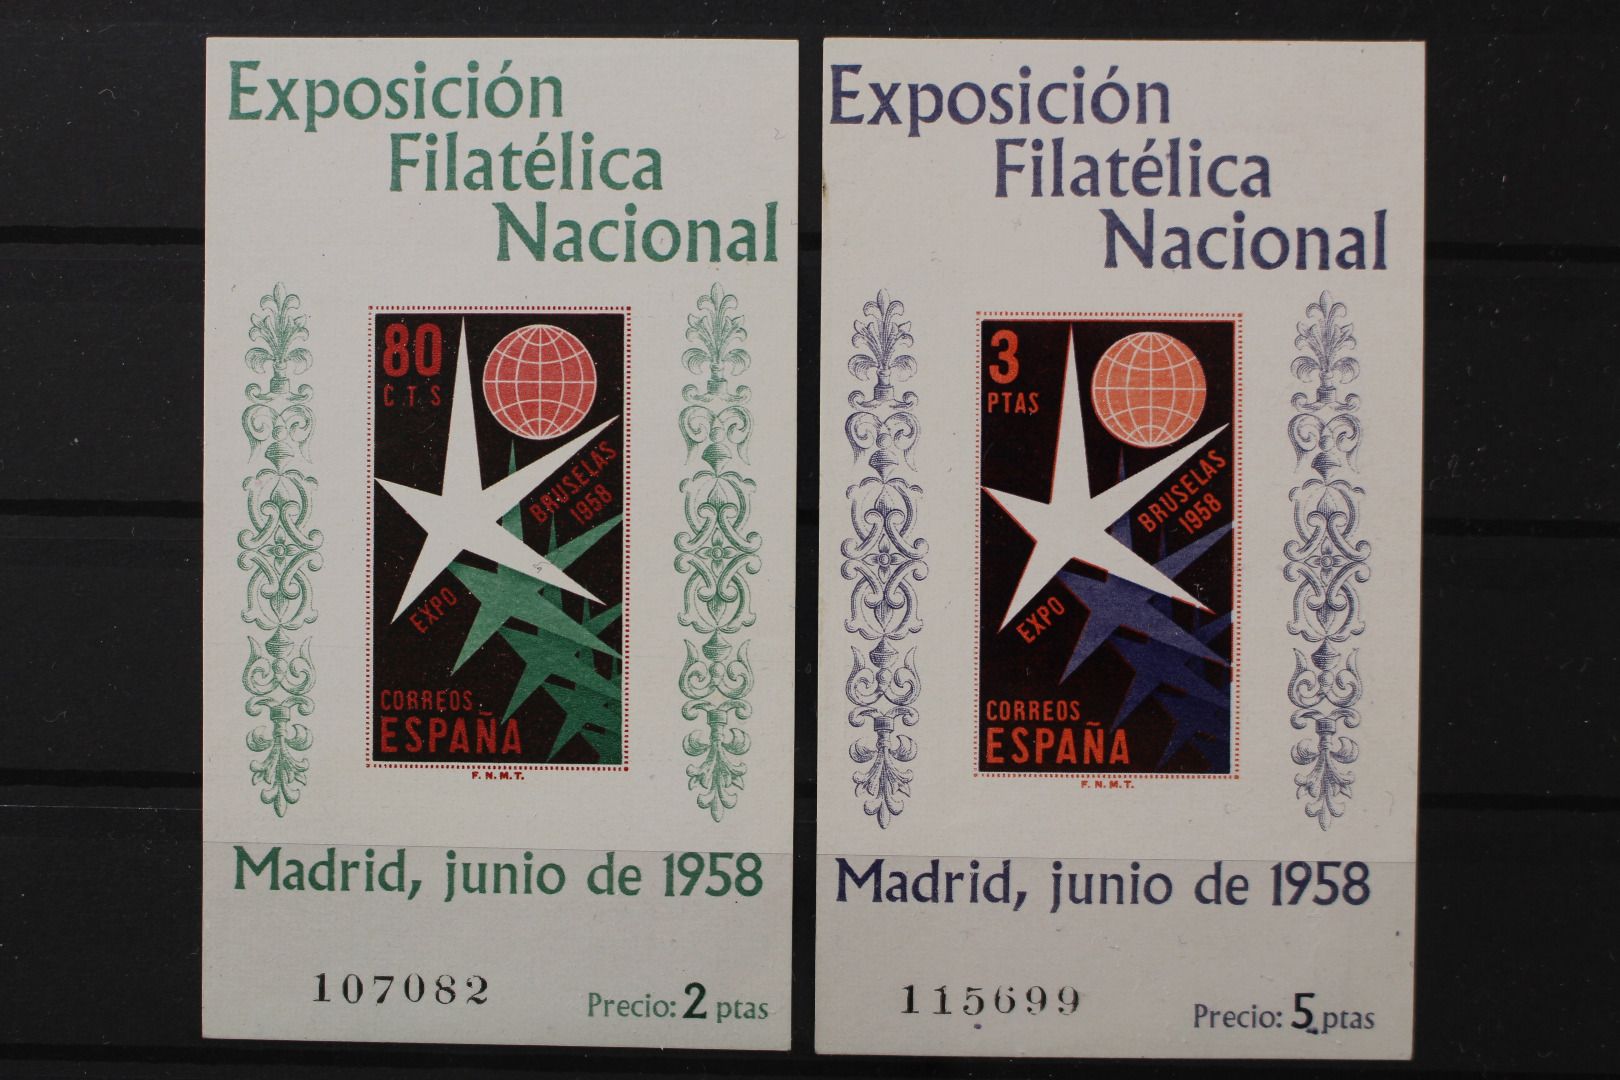 Exposición
Filatélica
Nacional
80
C.T.S
BRUSELAS
1958
EXPO
CORREOS
ESPAÑA
F.N.M.T.
Madrid, junio de 1958
107082
Precio: 2 ptas
Exposición
Filatélica
Nacional
3
PTAS
BRUSELAS
1958
EXPO
CORREOS
ESPAÑA
F.N.M.T.
Madrid, junio de 1958
115699
Precio: 5 ptas